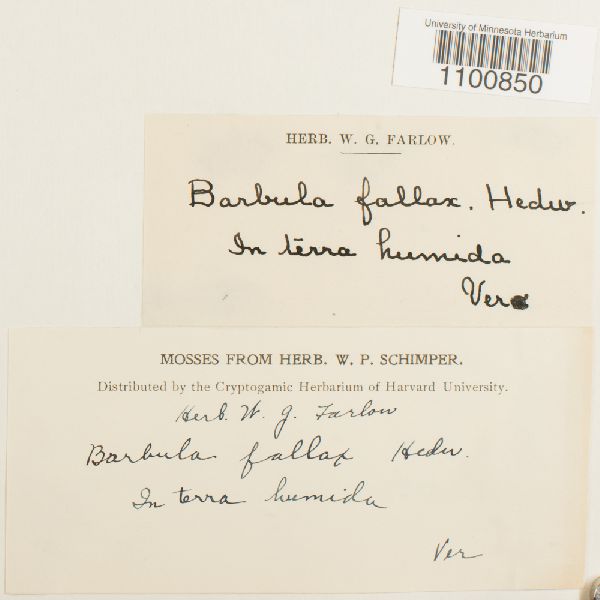 University of Minnesota Herbarium
1100850
HERB. W. G. FARLOW.
Barbula fallax. Hedw.
In terra humida
Ver
MOSSES FROM HERB. W. P. SCHIMPER.
Distributed by the Cryptogamic Herbarium of Harvard University.
Herb. W. G. Farlow
Barbula fallax Hedw.
In terra humida
Ver